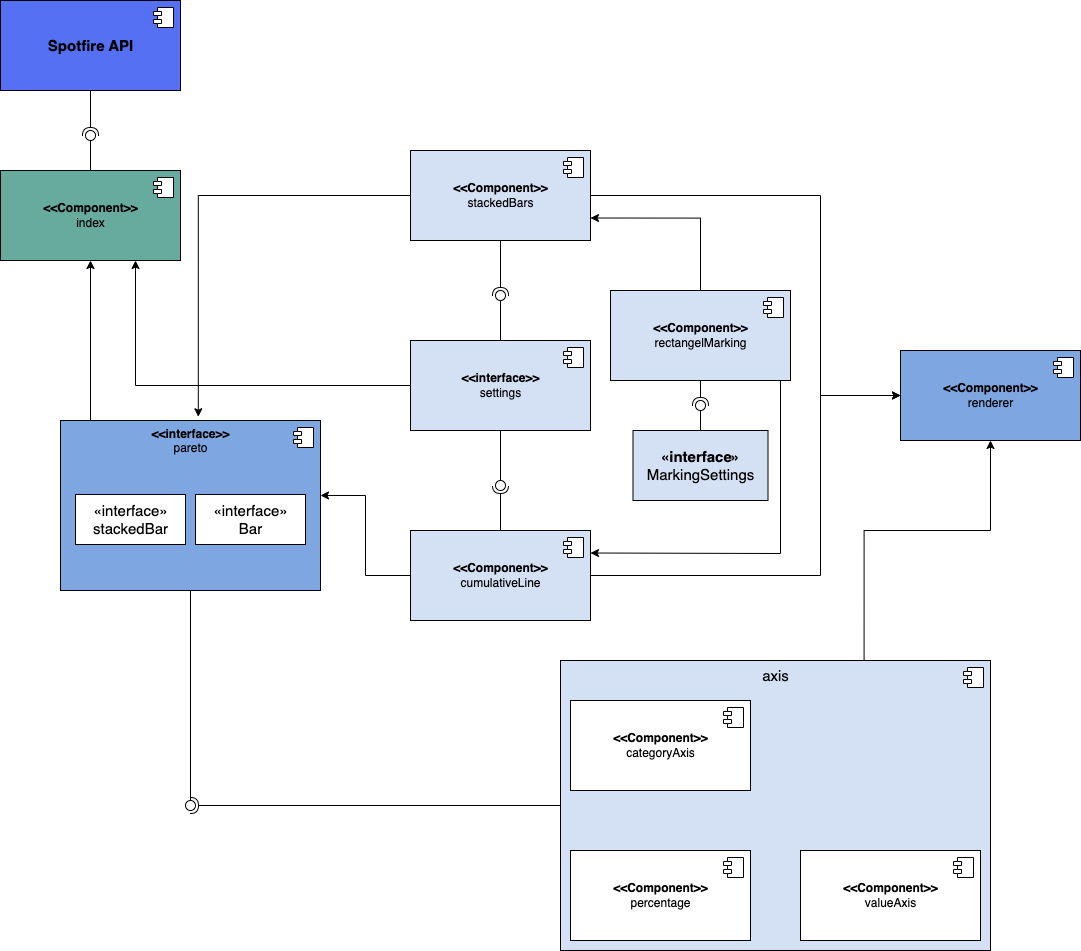 Spotfire API
<<Component>>
index
<<Component>>
stackedBars
<<Component>>
rectangelMarking
<<interface>>
settings
<<Component>>
renderer
<<interface>>
pareto
«interface»
stackedBar
«interface»
Bar
«interface»
MarkingSettings
<<Component>>
cumulativeLine
axis
<<Component>>
categoryAxis
<<Component>>
percentage
<<Component>>
valueAxis